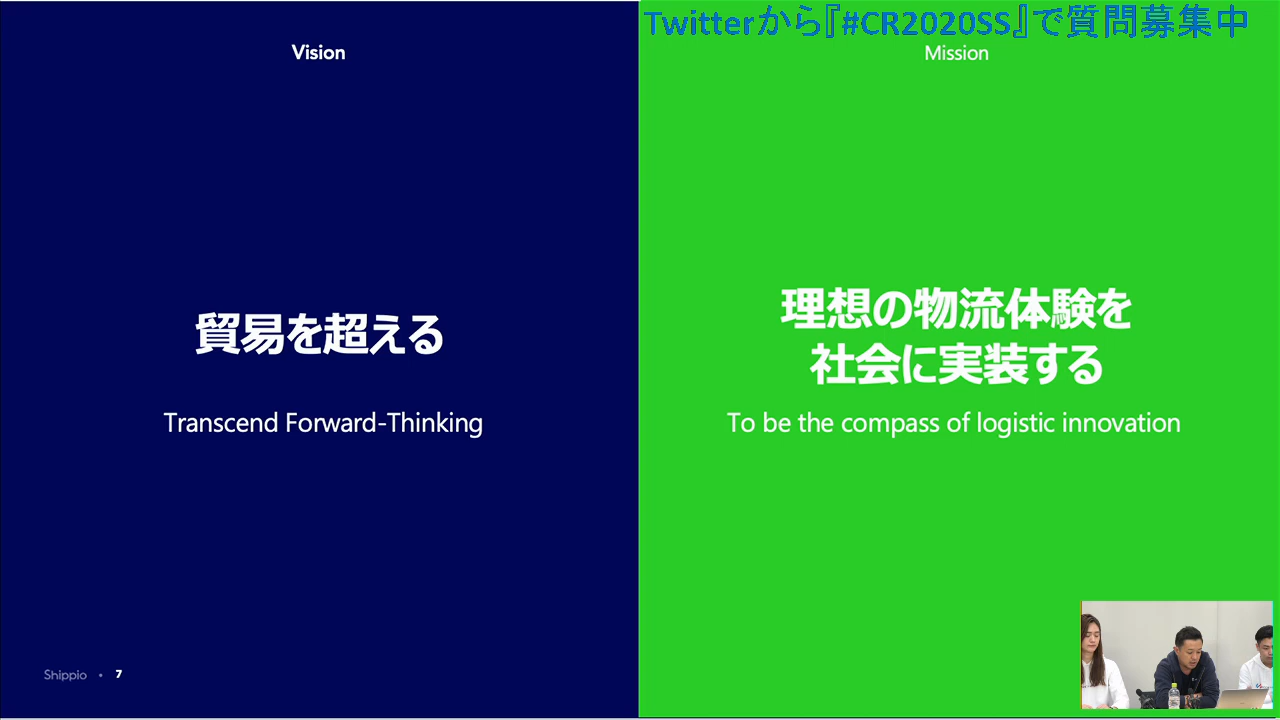 Twitterから『#CR2020SS』で質問募集中
Vision
Mission
貿易を超える
Transcend Forward-Thinking
理想の物流体験を
社会に実装する
To be the compass of logistic innovation
Shippio • 7